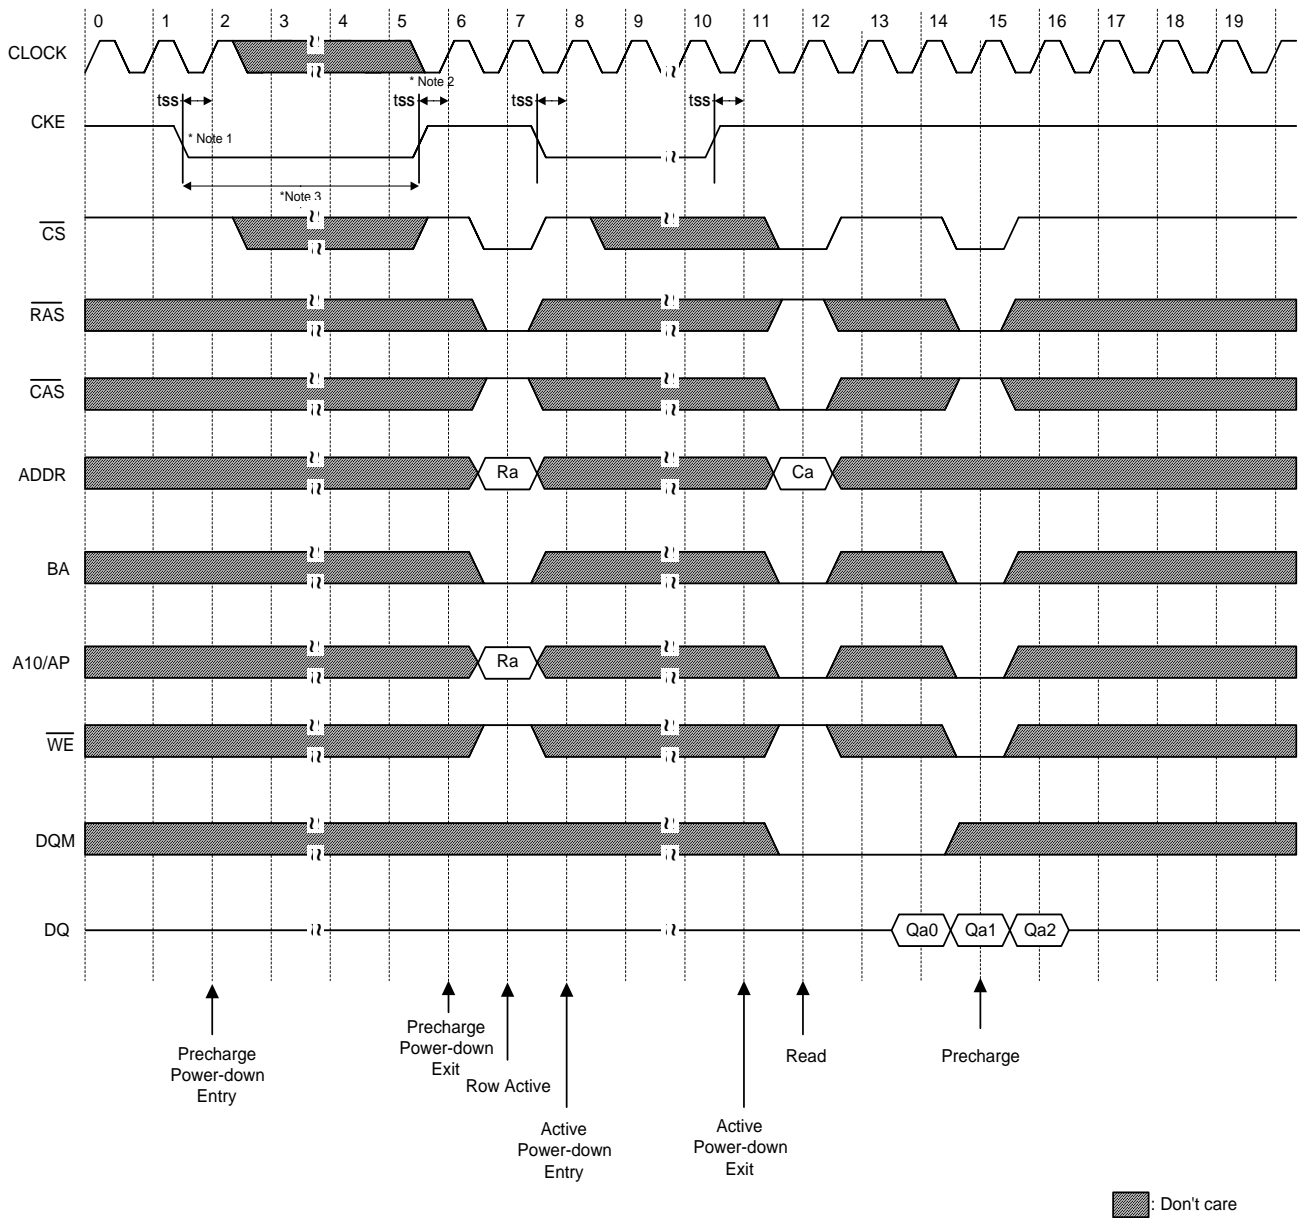 0 1 2 3 4 5 6 7 8 9 10 11 12 13 14 15 16 17 18 19
CLOCK
* Note 2
tss tss tss tss
CKE
* Note 1
*Note 3
CS
RAS
CAS
ADDR Ra Ca
BA
A10/AP Ra
WE
DQM
DQ Qa0 Qa1 Qa2
Precharge
Power-down
Entry
Precharge
Power-down
Exit
Row Active
Active
Power-down
Entry
Active
Power-down
Exit
Read
Precharge
: Don't care